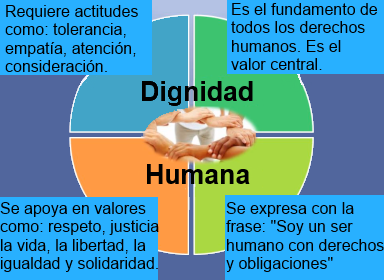 Requiere actitudes
como: tolerancia,
empatía, atención,
consideración.
Es el fundamento de
todos los derechos
humanos. Es el
valor central.
Dignidad
Humana
Se apoya en valores
como: respeto, justicia
la vida, la libertad, la
igualdad y solidaridad.
Se expresa con la
frase: "Soy un ser
humano con derechos
y obligaciones"